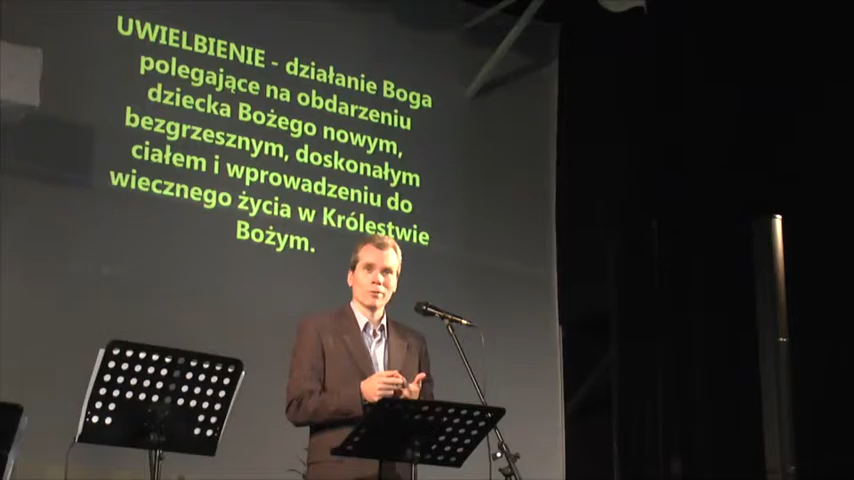 UWIELBIENIE - działanie Boga
polegające na obdarzeniu
dziecka Bożego nowym,
bezgrzesznym, doskonałym
ciałem i wprowadzeniu do
wiecznego życia w Królestwie
Bożym.